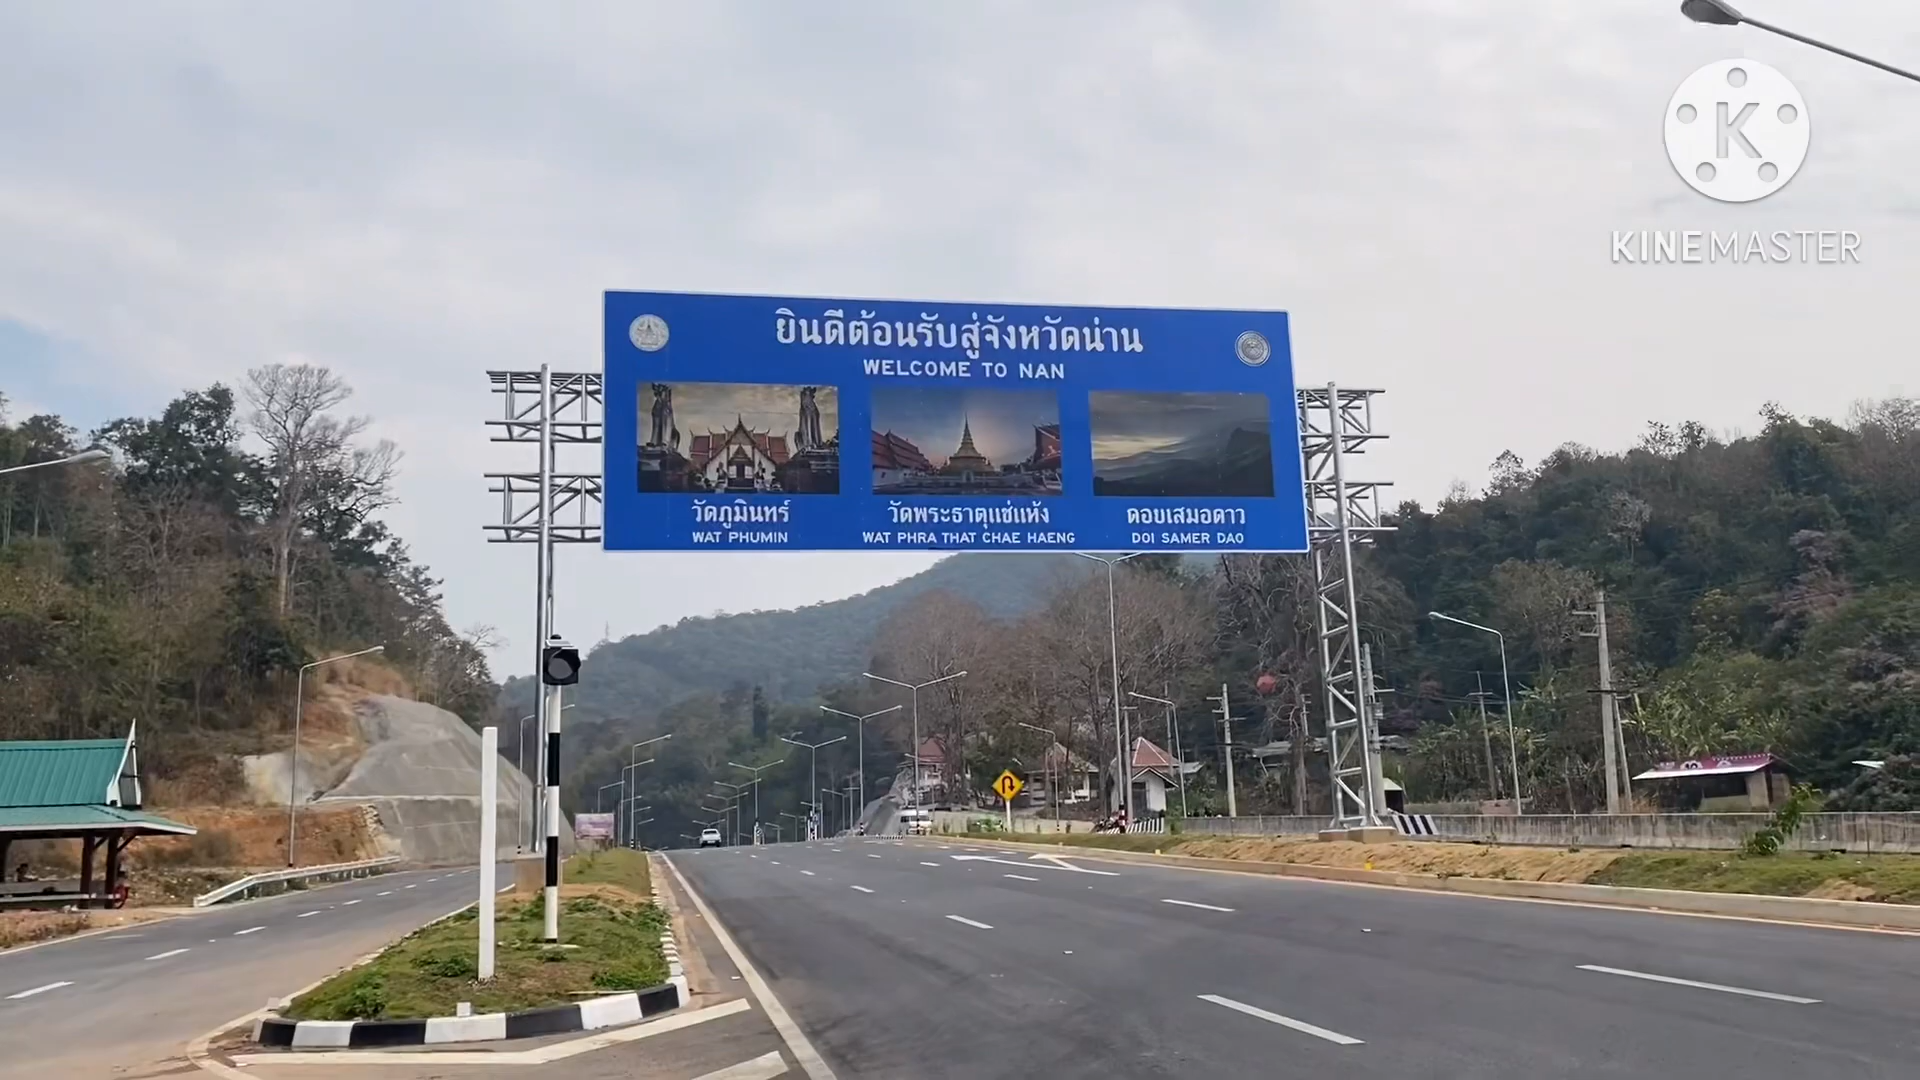 K
KINEMASTER
ยินดีต้อนรับสู่จังหวัดน่าน
WELCOME TO NAN
วัดภูมินทร์
WAT PHUMIN
วัดพระธาตุแช่แห้ง
WAT PHRA THAT CHAE HAENG
ดอยเสมอดาว
DOI SAMER DAO